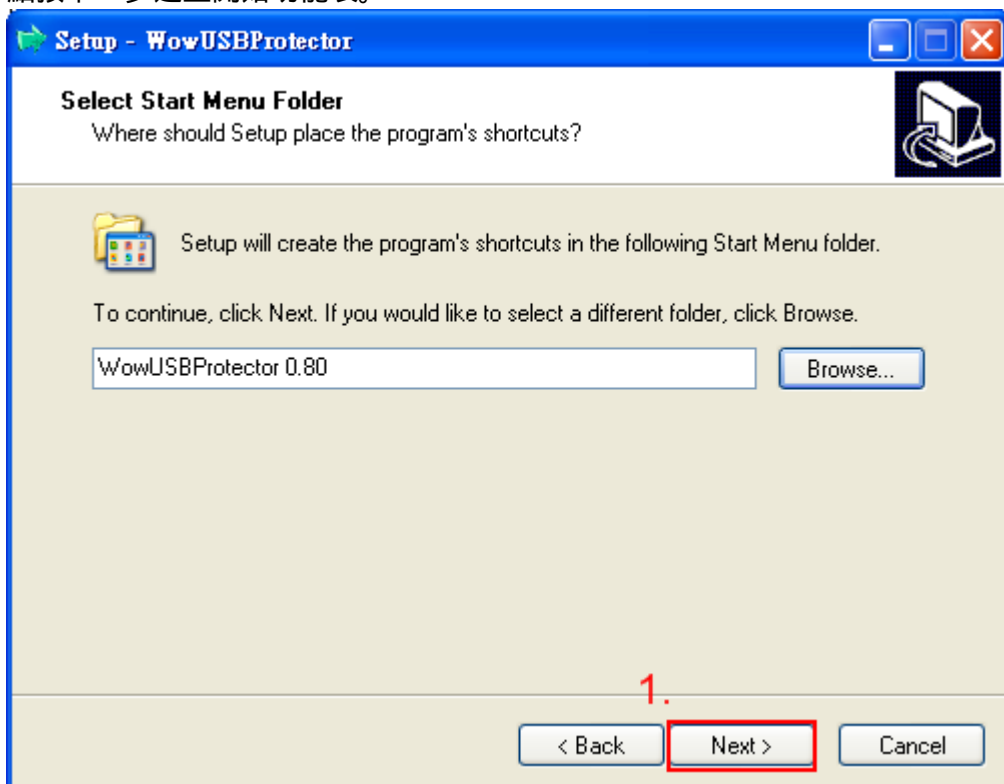 Setup - WowUSBProtector
Select Start Menu Folder
Where should Setup place the program's shortcuts?
Setup will create the program's shortcuts in the following Start Menu folder.
To continue, click Next. If you would like to select a different folder, click Browse.
WowUSBProtector 0.80
Browse...
1.
< Back
Next >
Cancel